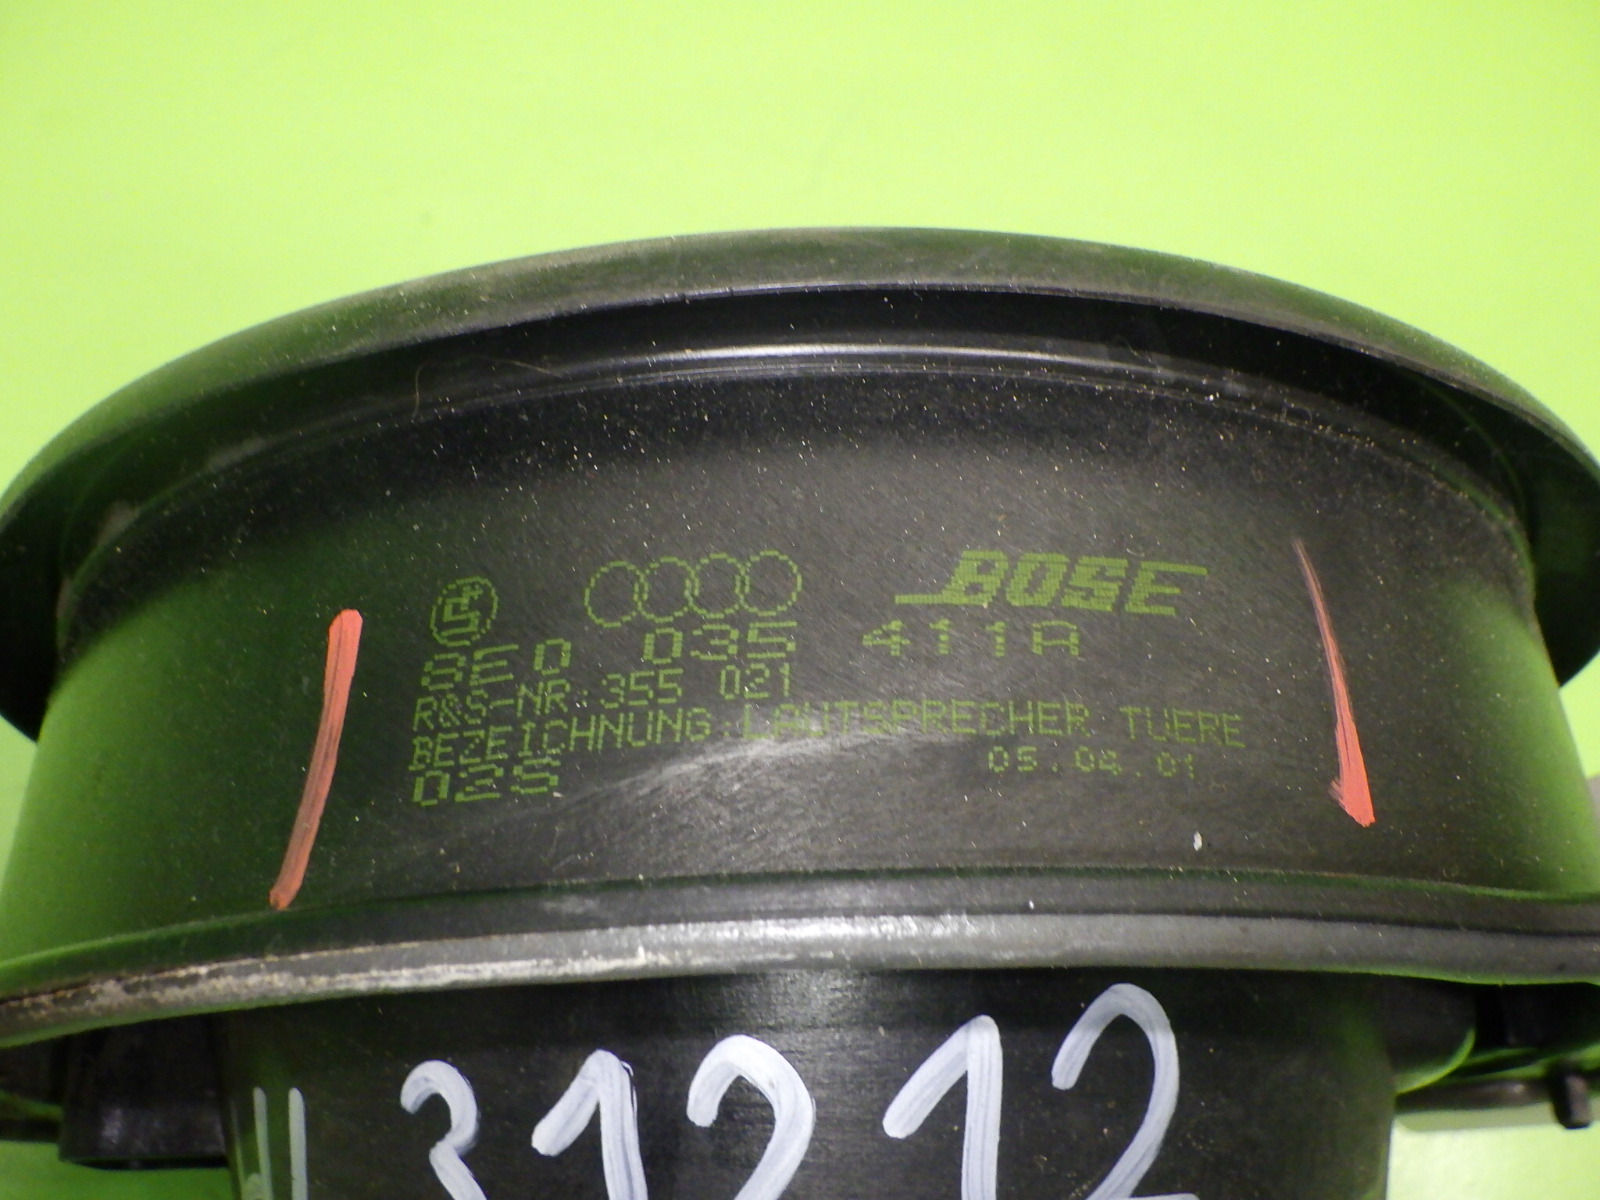 BOSE
8E0 035 411A
R&S-NR.:355 021
BEZEICHNUNG.LAUTSPRECHER TUERE
02S 05.04.01
31212